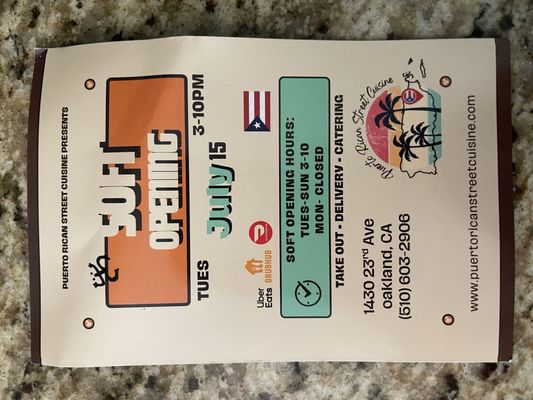 PUERTO RICAN STREET CUISINE PRESENTS
SOFT
OPENING
TUES July/15 3-10PM
Uber
Eats
GRUBHUB
SOFT OPENING HOURS:
TUES-SUN 3-10
MON- CLOSED
TAKE OUT • DELIVERY • CATERING
Puerto Rican Street Cuisine
1430 23rd Ave
oakland, CA
(510) 603-2906
www.puertoricanstreetcuisine.com